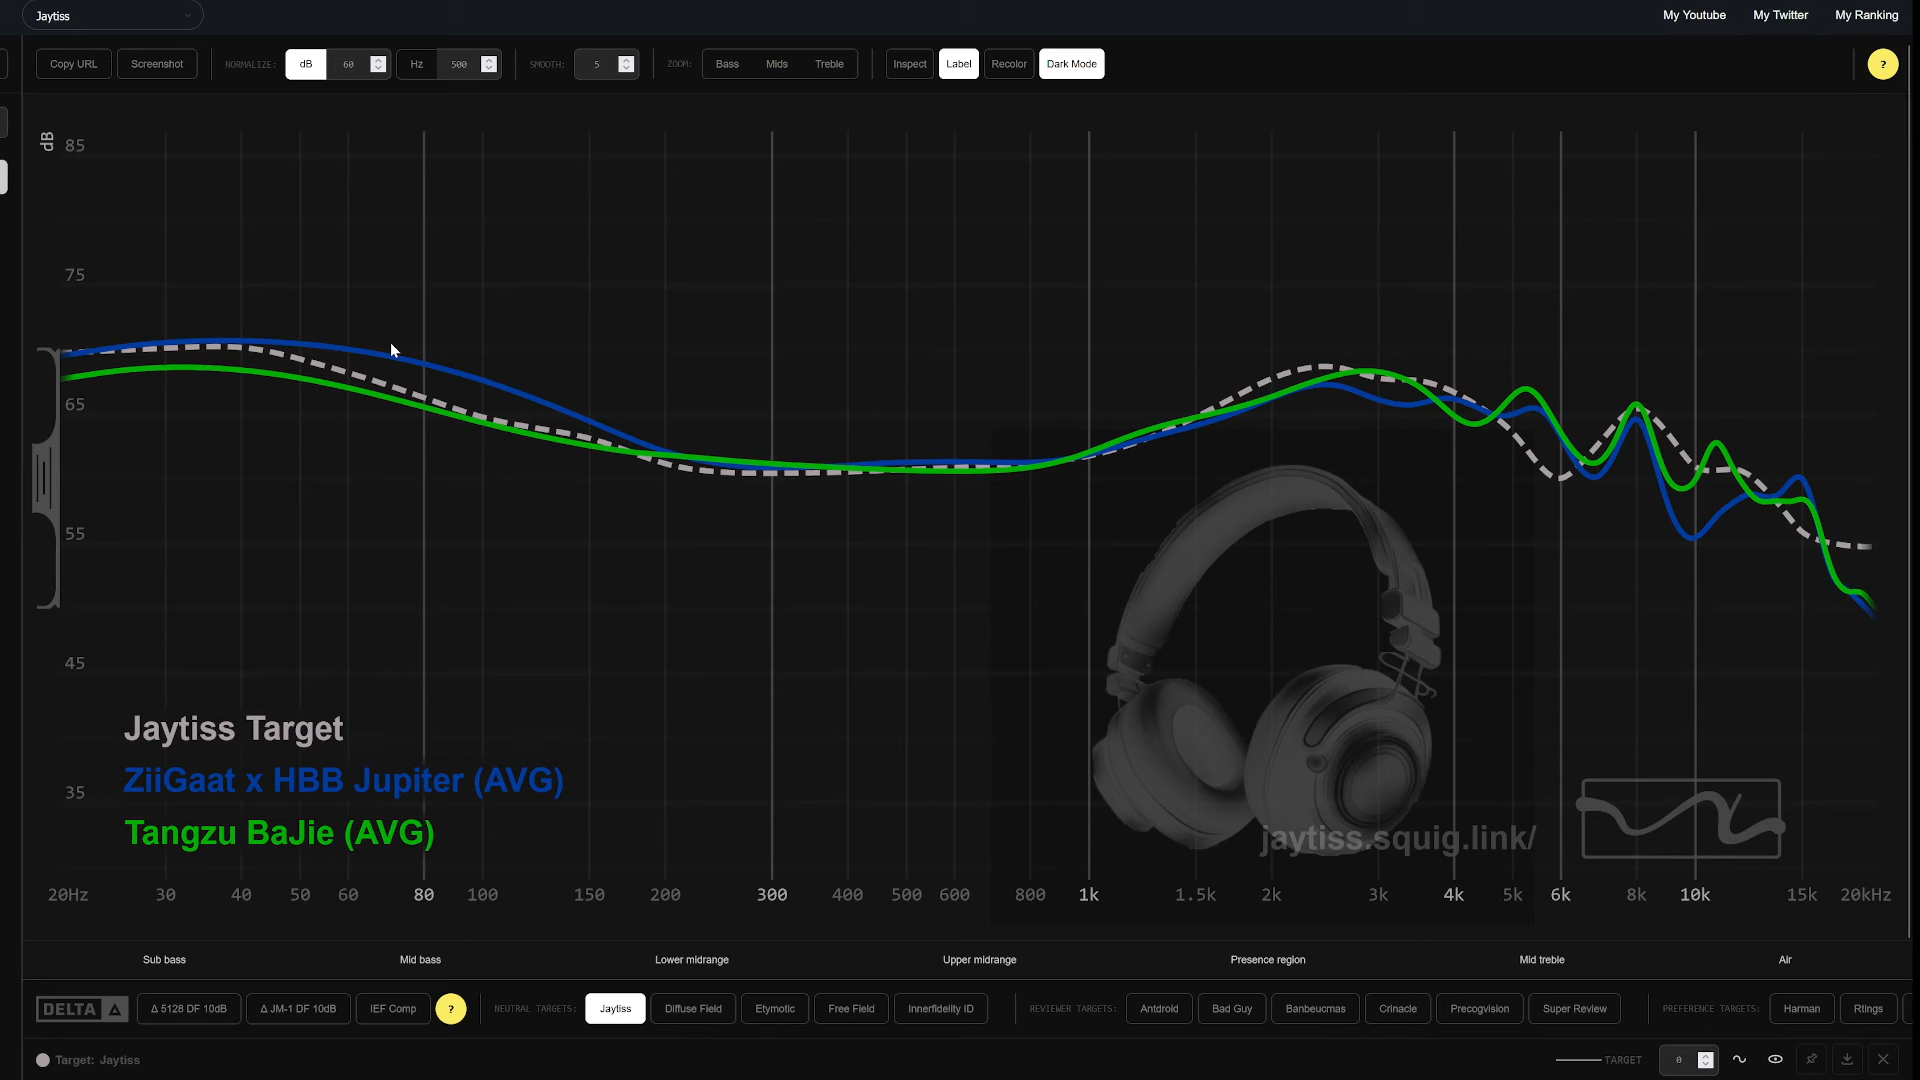 Jaytiss
My Youtube My Twitter My Ranking
Copy URL Screenshot NORMALIZE: dB 60 Hz 500 SMOOTH: 5 ZOOM: Bass Mids Treble Inspect Label Recolor Dark Mode ?
dB
85
75
65
55
45
35
Jaytiss Target
ZiiGaat x HBB Jupiter (AVG)
Tangzu BaJie (AVG)
jaytiss.squig.link/
20Hz 30 40 50 60 80 100 150 200 300 400 500 600 800 1k 1.5k 2k 3k 4k 5k 6k 8k 10k 15k 20kHz
Sub bass Mid bass Lower midrange Upper midrange Presence region Mid treble Air
DELTA Δ Δ 5128 DF 10dB Δ JM-1 DF 10dB IEF Comp ? NEUTRAL TARGETS: Jaytiss Diffuse Field Etymotic Free Field Innerfidelity ID REVIEWER TARGETS: Antdroid Bad Guy Banbeucmas Crinacle Precogvision Super Review PREFERENCE TARGETS: Harman Rtings
Target: Jaytiss TARGET 0